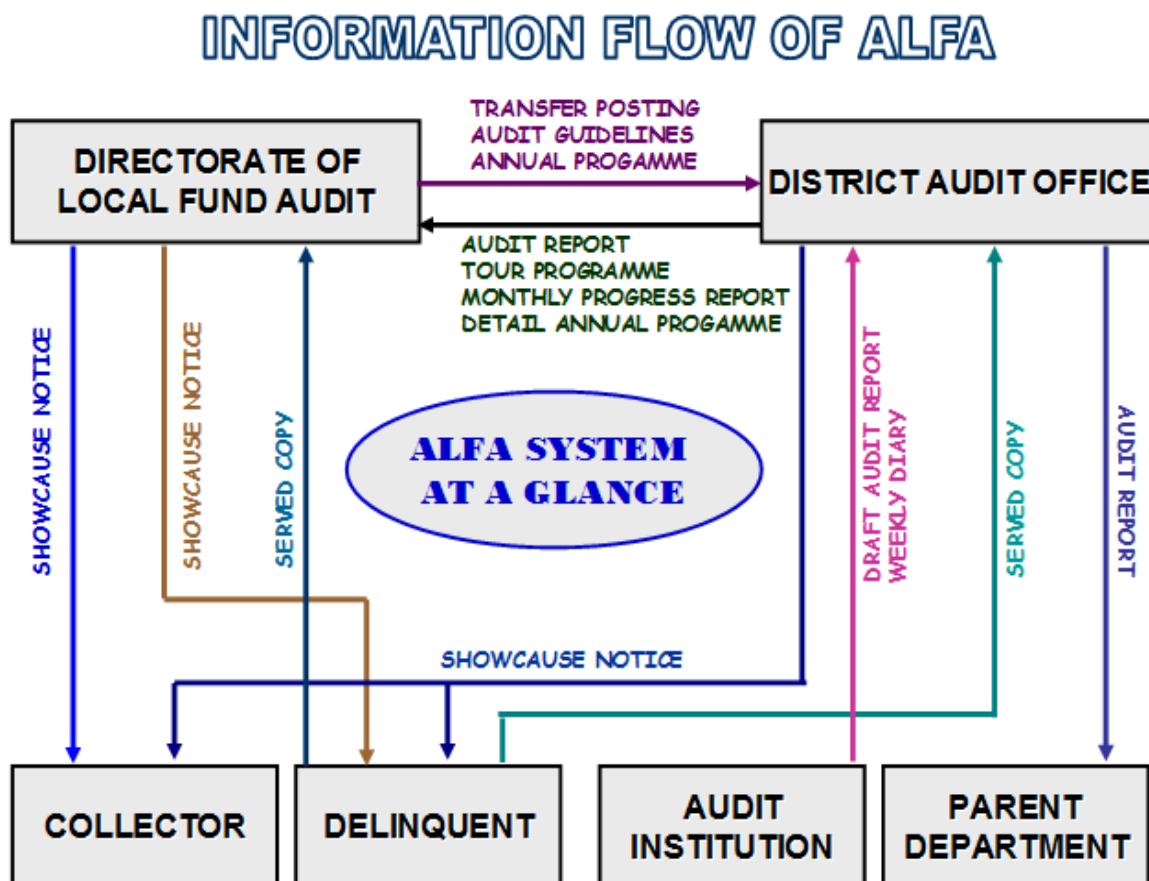 INFORMATION FLOW OF ALFA
TRANSFER POSTING
AUDIT GUIDELINES
ANNUAL PROGAMME
DIRECTORATE OF
LOCAL FUND AUDIT
DISTRICT AUDIT OFFICE
AUDIT REPORT
TOUR PROGRAMME
MONTHLY PROGRESS REPORT
DETAIL ANNUAL PROGAMME
SHOWCAUSE NOTICE
SHOWCAUSE NOTICE
SERVED COPY
ALFA SYSTEM
AT A GLANCE
DRAFT AUDIT REPORT
WEEKLY DIARY
SERVED COPY
AUDIT REPORT
SHOWCAUSE NOTICE
COLLECTOR
DELINQUENT
AUDIT
INSTITUTION
PARENT
DEPARTMENT